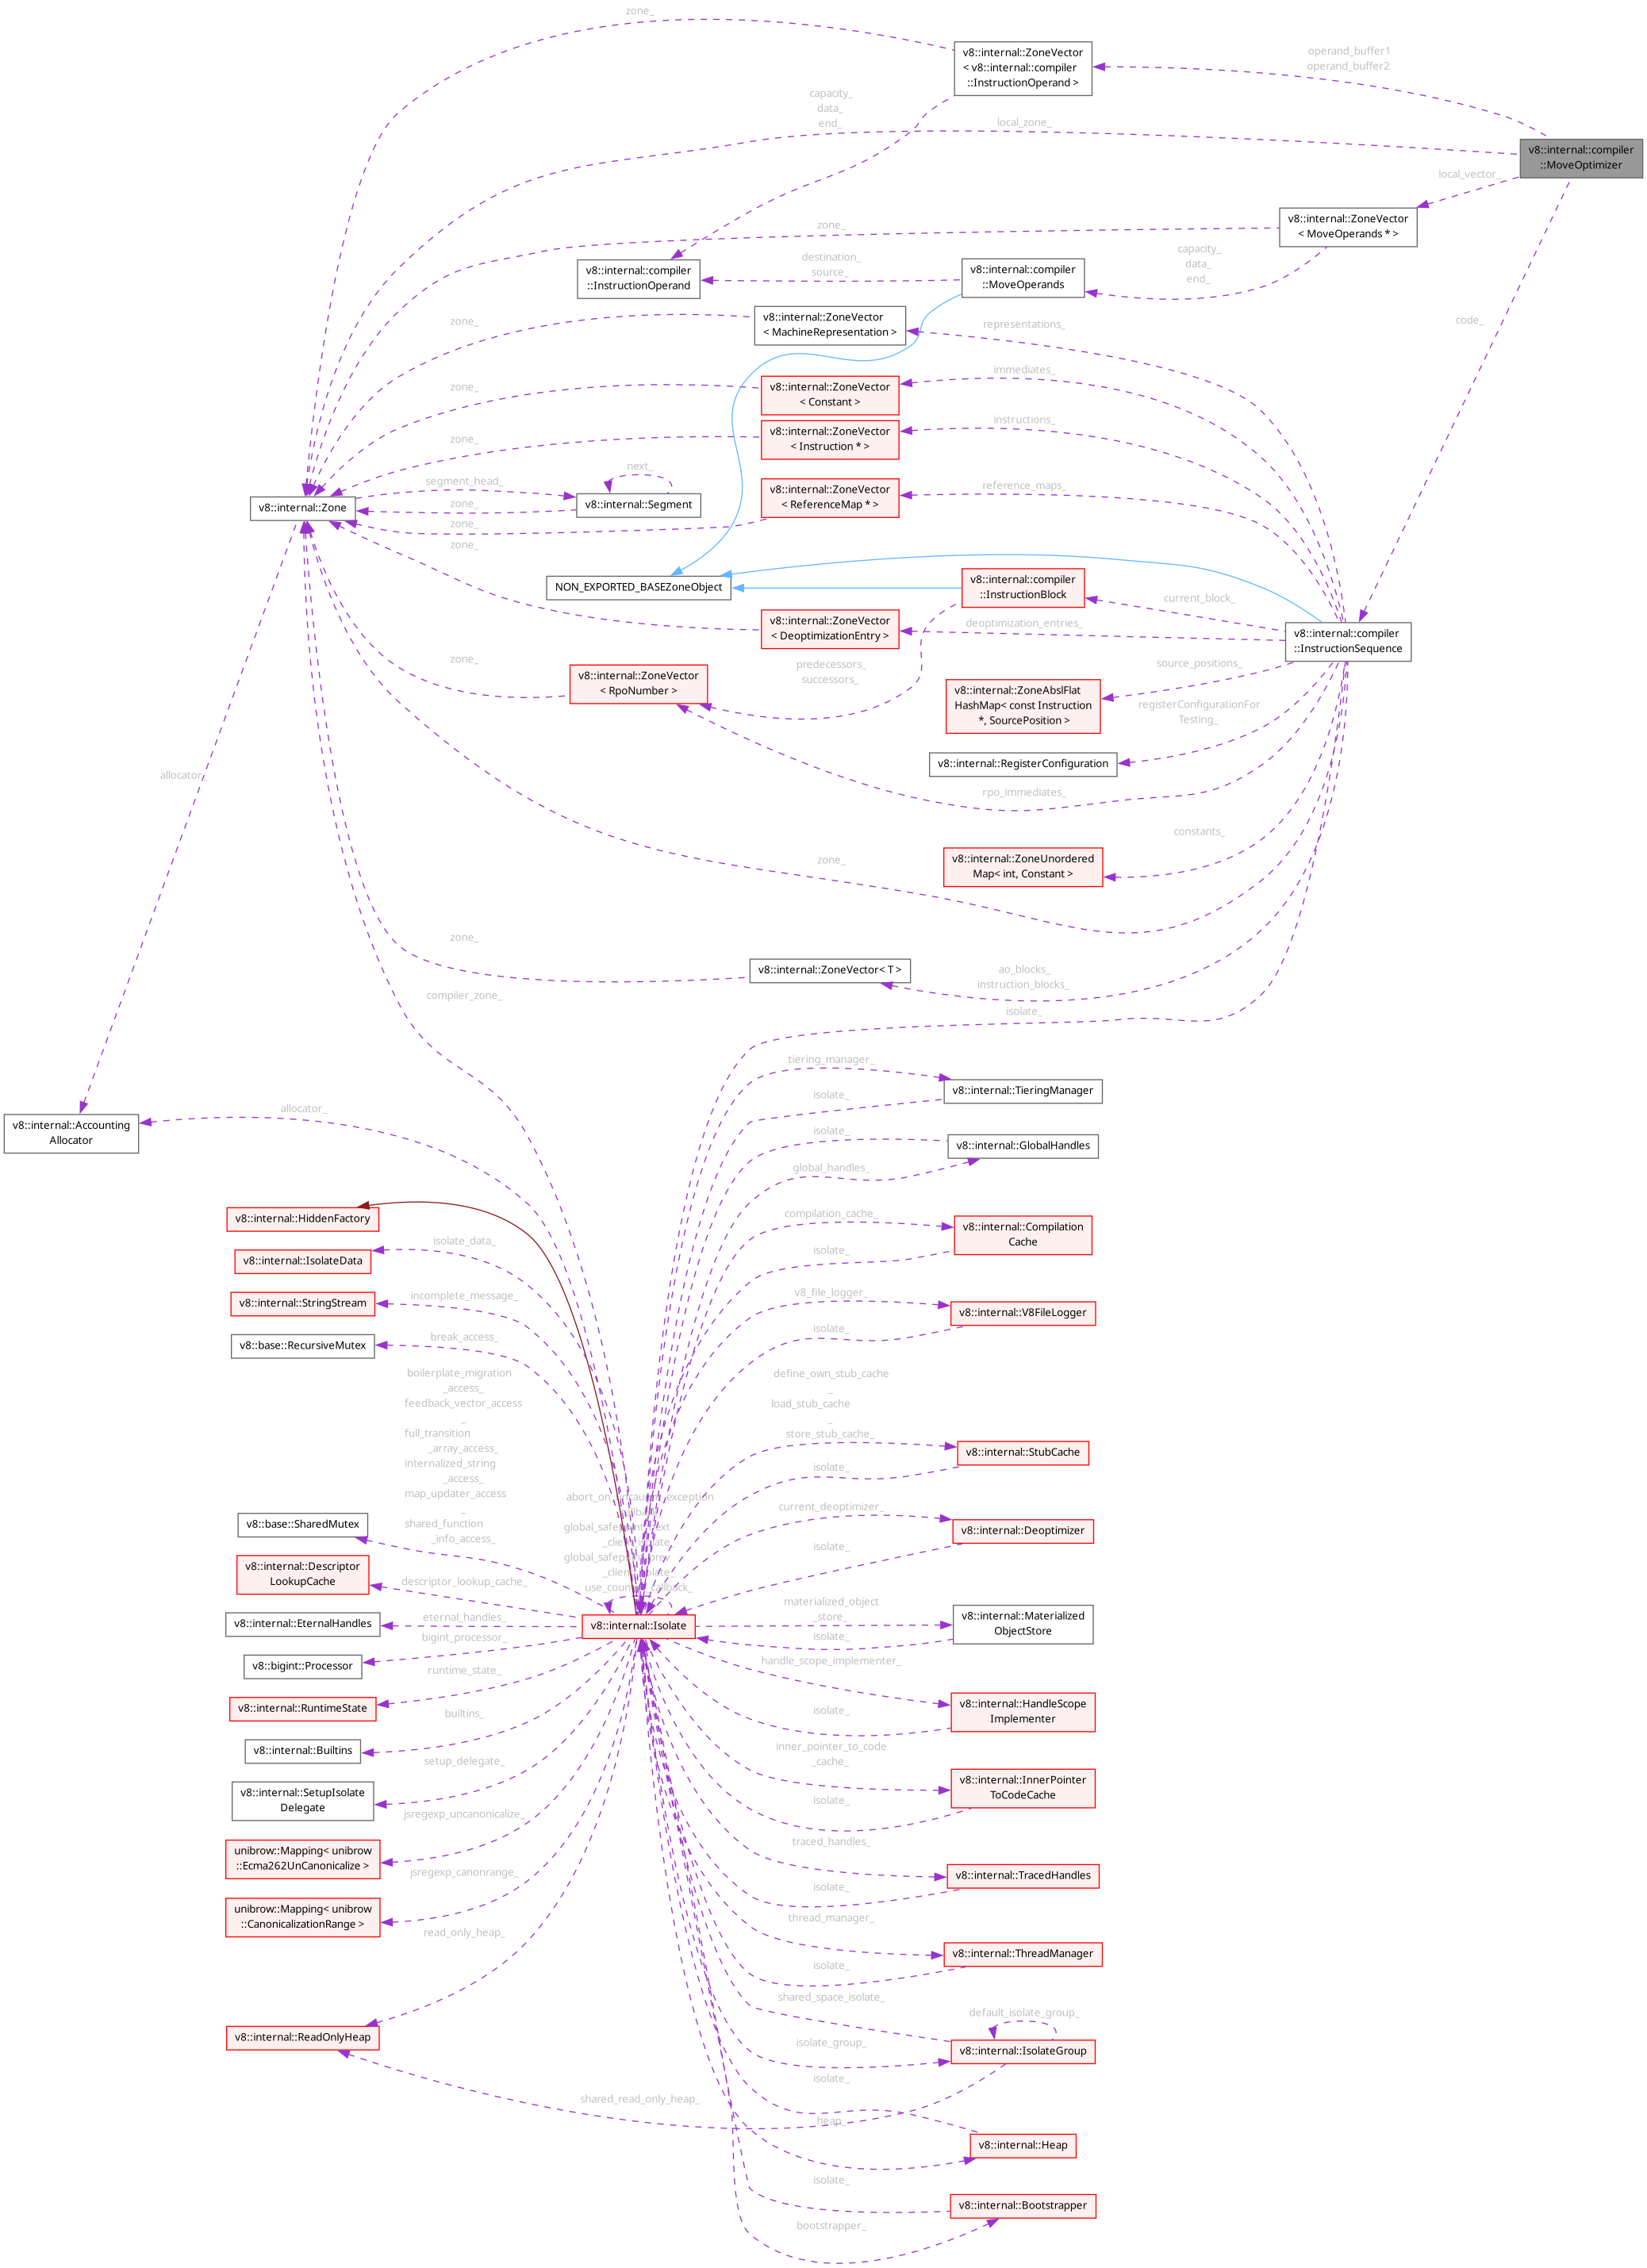 zone_
v8::internal::ZoneVector
< v8::internal::compiler
::InstructionOperand >
operand_buffer1
operand_buffer2
capacity_
data_
end_
local_zone_
v8::internal::compiler
::MoveOptimizer
local_vector_
v8::internal::ZoneVector
< MoveOperands * >
zone_
v8::internal::compiler
::InstructionOperand
destination_
source_
v8::internal::compiler
::MoveOperands
capacity_
data_
end_
v8::internal::ZoneVector
< MachineRepresentation >
zone_
representations_
code_
v8::internal::ZoneVector
< Constant >
zone_
immediates_
v8::internal::ZoneVector
< Instruction * >
zone_
instructions_
v8::internal::Zone
segment_head_
zone_
next_
v8::internal::Segment
v8::internal::ZoneVector
< ReferenceMap * >
zone_
reference_maps_
zone_
NON_EXPORTED_BASEZoneObject
v8::internal::compiler
::InstructionBlock
current_block_
v8::internal::ZoneVector
< DeoptimizationEntry >
deoptimization_entries_
v8::internal::compiler
::InstructionSequence
zone_
v8::internal::ZoneVector
< RpoNumber >
predecessors_
successors_
v8::internal::ZoneAbslFlat
HashMap< const Instruction
*, SourcePosition >
source_positions_
registerConfigurationFor
Testing_
v8::internal::RegisterConfiguration
allocator_
rpo_immediates_
constants_
v8::internal::ZoneUnordered
Map< int, Constant >
zone_
zone_
v8::internal::ZoneVector< T >
ao_blocks_
instruction_blocks_
compiler_zone_
isolate_
tiering_manager_
v8::internal::TieringManager
isolate_
v8::internal::Accounting
Allocator
allocator_
isolate_
v8::internal::GlobalHandles
global_handles_
v8::internal::HiddenFactory
compilation_cache_
v8::internal::Compilation
Cache
isolate_
isolate_data_
v8::internal::IsolateData
v8::internal::StringStream
incomplete_message_
v8_file_logger_
v8::internal::V8FileLogger
isolate_
v8::base::RecursiveMutex
break_access_
define_own_stub_cache
_
load_stub_cache
_
store_stub_cache_
v8::internal::StubCache
isolate_
boilerplate_migration
_access_
feedback_vector_access
_
full_transition
_array_access_
internalized_string
_access_
map_updater_access
_
shared_function
_info_access_
abort_on_uncaught_exception
_callback_
global_safepoint_next
_client_isolate_
global_safepoint_prev
_client_isolate_
use_counter_callback_
v8::base::SharedMutex
current_deoptimizer_
v8::internal::Deoptimizer
isolate_
v8::internal::Descriptor
LookupCache
descriptor_lookup_cache_
v8::internal::EternalHandles
eternal_handles_
v8::internal::Isolate
materialized_object
_store_
isolate_
v8::internal::Materialized
ObjectStore
v8::bigint::Processor
bigint_processor_
handle_scope_implementer_
v8::internal::RuntimeState
runtime_state_
v8::internal::HandleScope
Implementer
isolate_
v8::internal::Builtins
builtins_
inner_pointer_to_code
_cache_
v8::internal::InnerPointer
ToCodeCache
isolate_
v8::internal::SetupIsolate
Delegate
setup_delegate_
jsregexp_uncanonicalize_
unibrow::Mapping< unibrow
::Ecma262UnCanonicalize >
traced_handles_
v8::internal::TracedHandles
isolate_
jsregexp_canonrange_
unibrow::Mapping< unibrow
::CanonicalizationRange >
thread_manager_
v8::internal::ThreadManager
isolate_
read_only_heap_
shared_space_isolate_
default_isolate_group_
v8::internal::ReadOnlyHeap
isolate_group_
v8::internal::IsolateGroup
isolate_
shared_read_only_heap_
heap_
v8::internal::Heap
isolate_
v8::internal::Bootstrapper
bootstrapper_